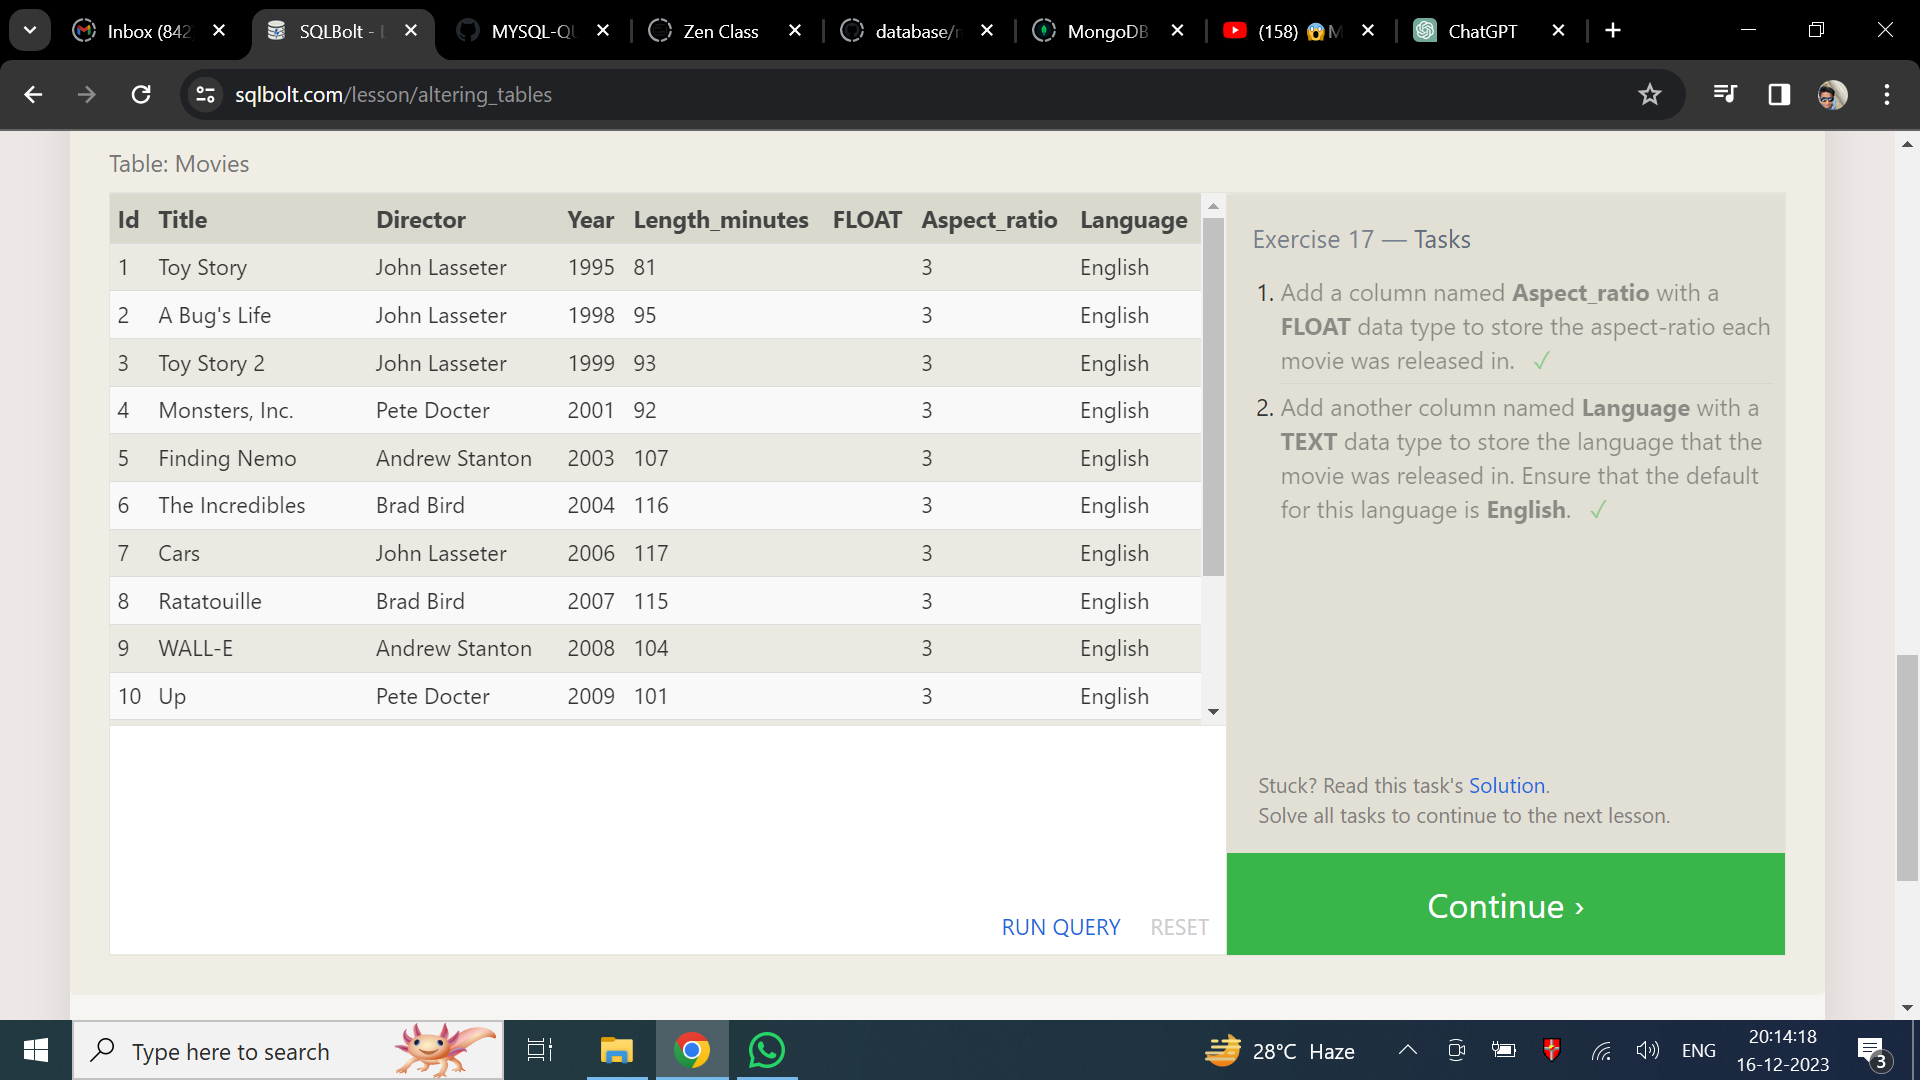 Inbox (842
SQLBolt - L
MYSQL-QU
Zen Class
database/m
MongoDB
(158) 😱M
ChatGPT
sqlbolt.com/lesson/altering_tables
Table: Movies
Id Title Director Year Length_minutes FLOAT Aspect_ratio Language
1 Toy Story John Lasseter 1995 81 3 English
2 A Bug's Life John Lasseter 1998 95 3 English
3 Toy Story 2 John Lasseter 1999 93 3 English
4 Monsters, Inc. Pete Docter 2001 92 3 English
5 Finding Nemo Andrew Stanton 2003 107 3 English
6 The Incredibles Brad Bird 2004 116 3 English
7 Cars John Lasseter 2006 117 3 English
8 Ratatouille Brad Bird 2007 115 3 English
9 WALL-E Andrew Stanton 2008 104 3 English
10 Up Pete Docter 2009 101 3 English
RUN QUERY RESET
Exercise 17 — Tasks
1. Add a column named Aspect_ratio with a
FLOAT data type to store the aspect-ratio each
movie was released in. ✓
2. Add another column named Language with a
TEXT data type to store the language that the
movie was released in. Ensure that the default
for this language is English. ✓
Stuck? Read this task's Solution.
Solve all tasks to continue to the next lesson.
Continue ›
Type here to search
28°C Haze
ENG
20:14:18
16-12-2023
3